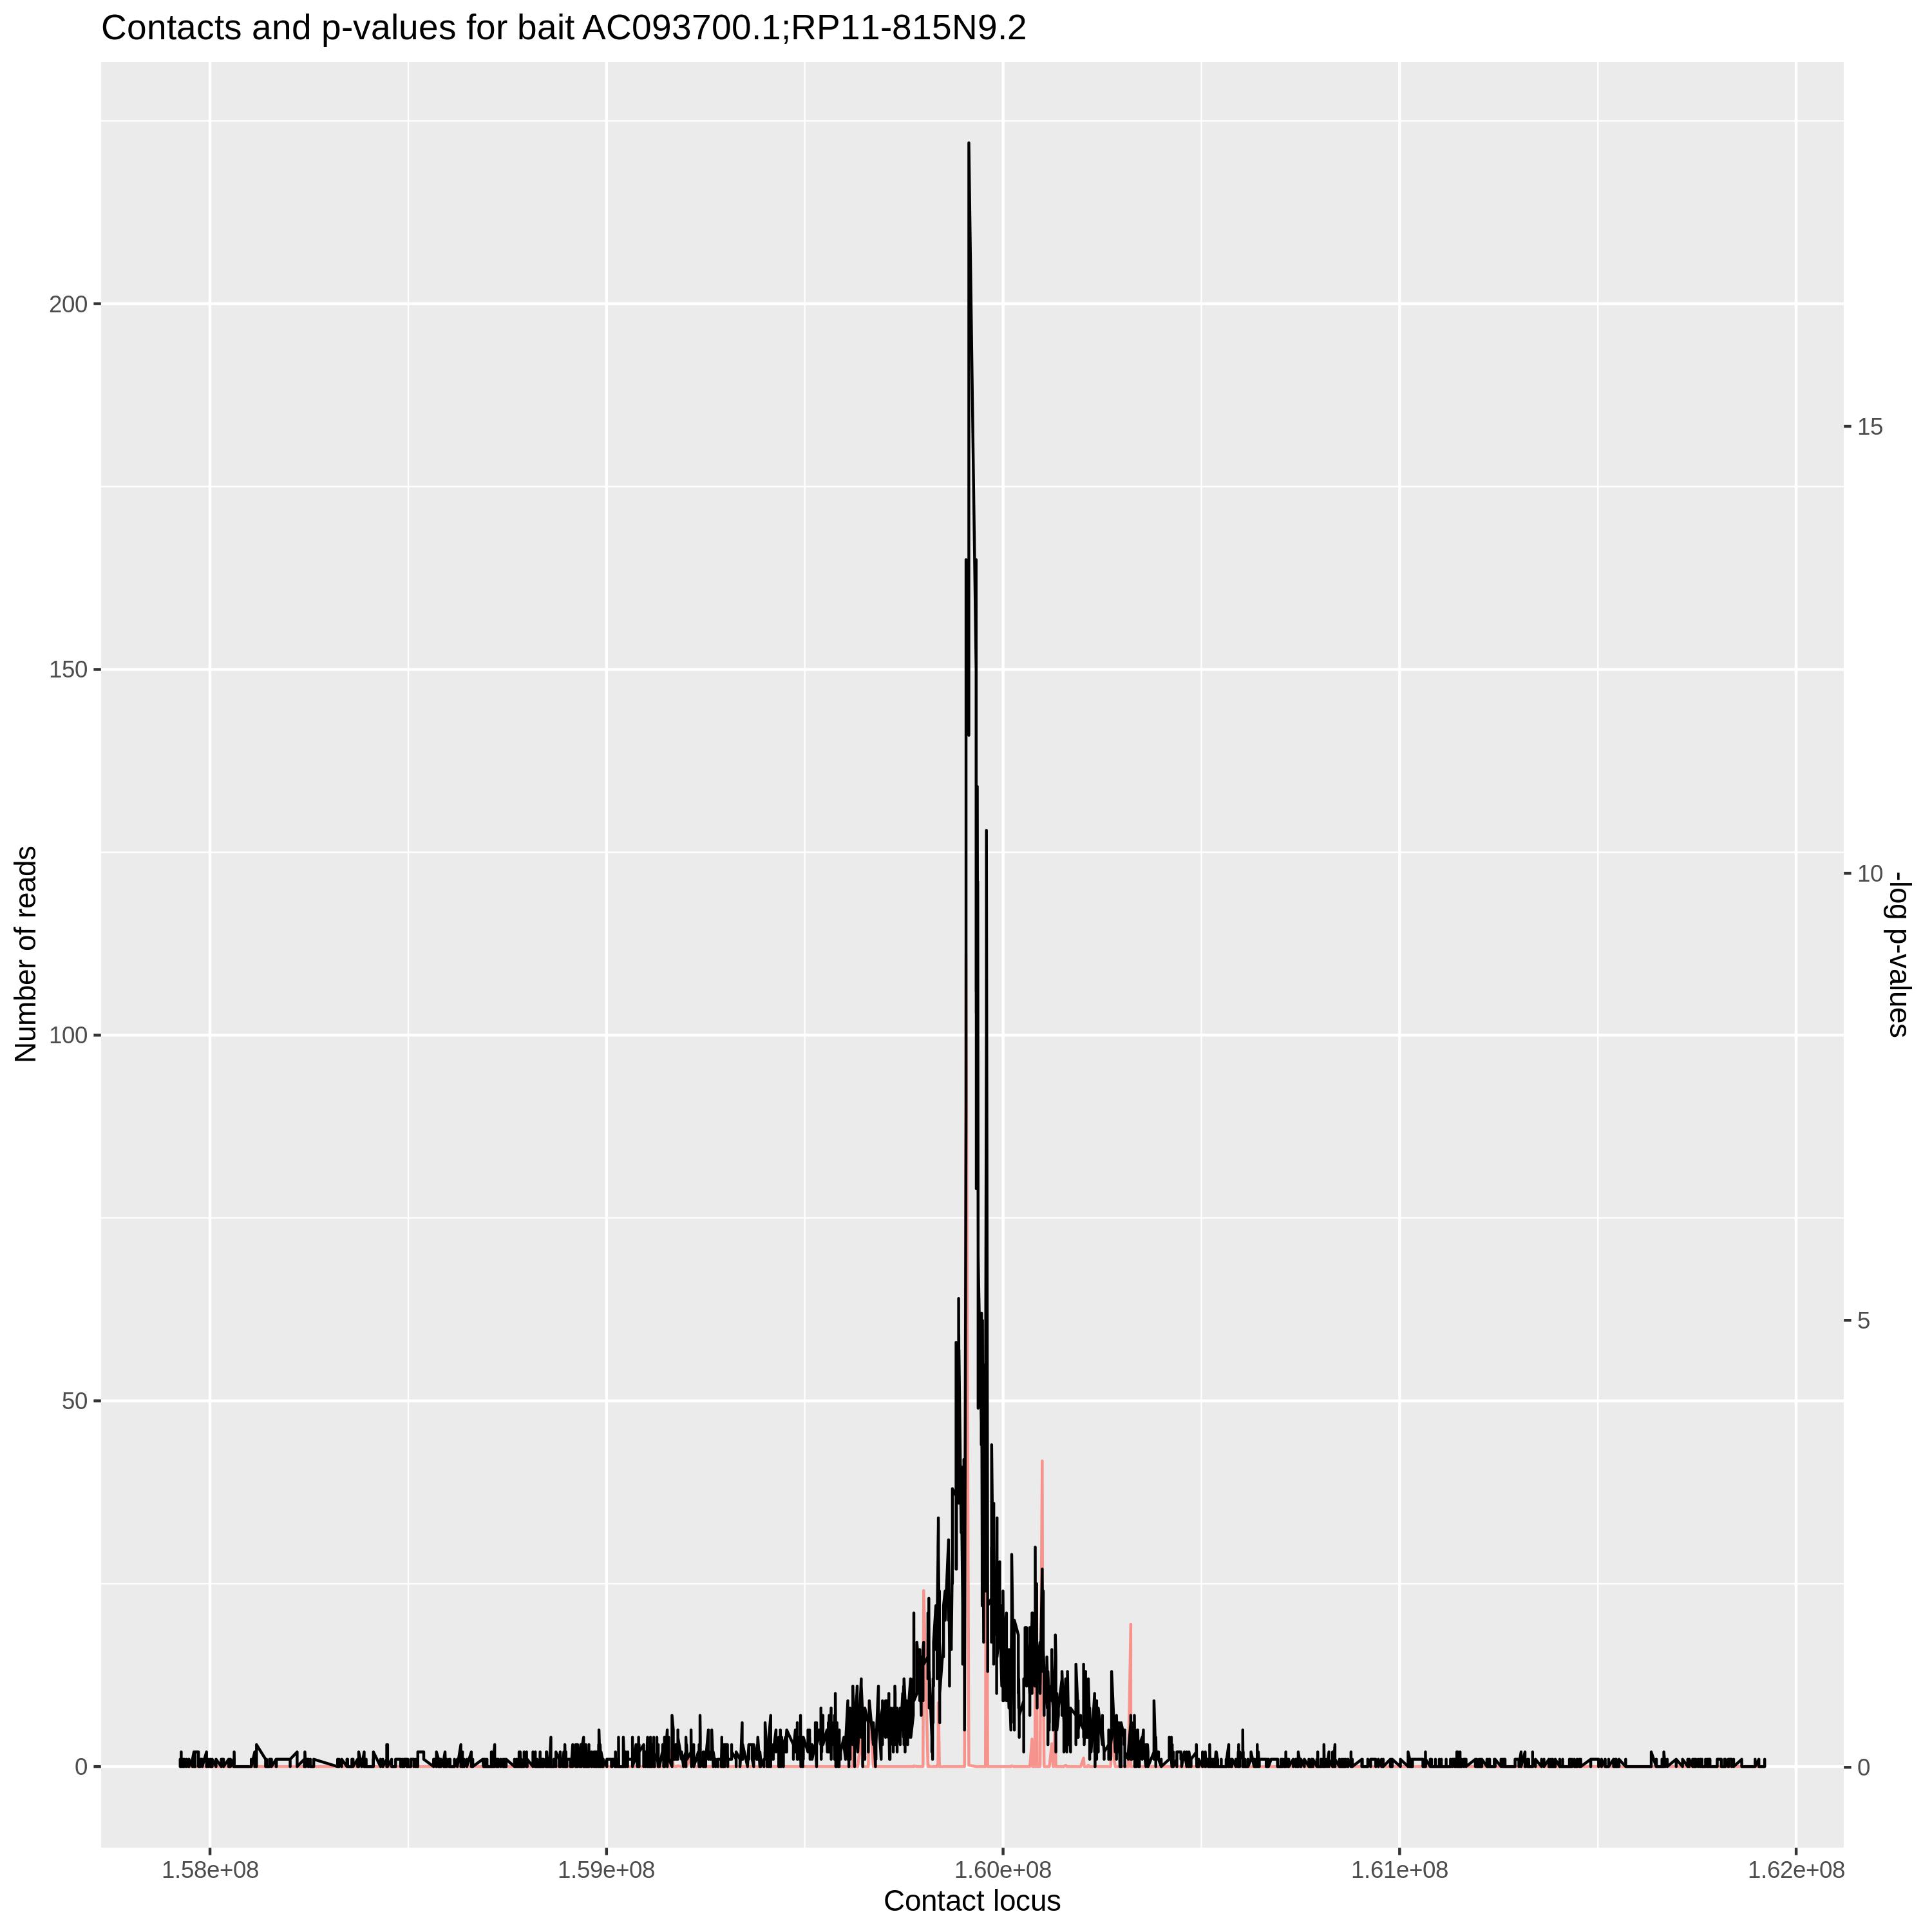 Contacts and p-values for bait AC093700.1;RP11-815N9.2
Number of reads
200
150
100
50
0
15
10
5
0
-log p-values
1.58e+08 1.59e+08 1.60e+08 1.61e+08 1.62e+08
Contact locus